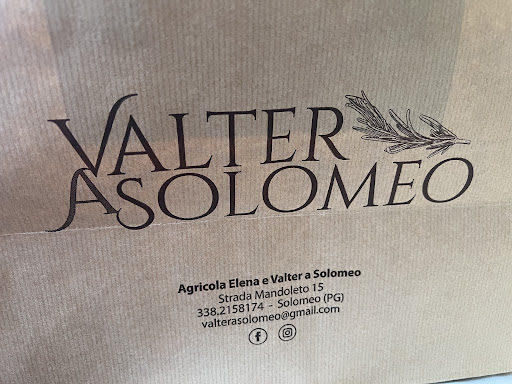 VALTER
A SOLOMEO
Agricola Elena e Valter a Solomeo
Strada Mandoleto 15
338.2158174 - Solomeo (PG)
valterasolomeo@gmail.com